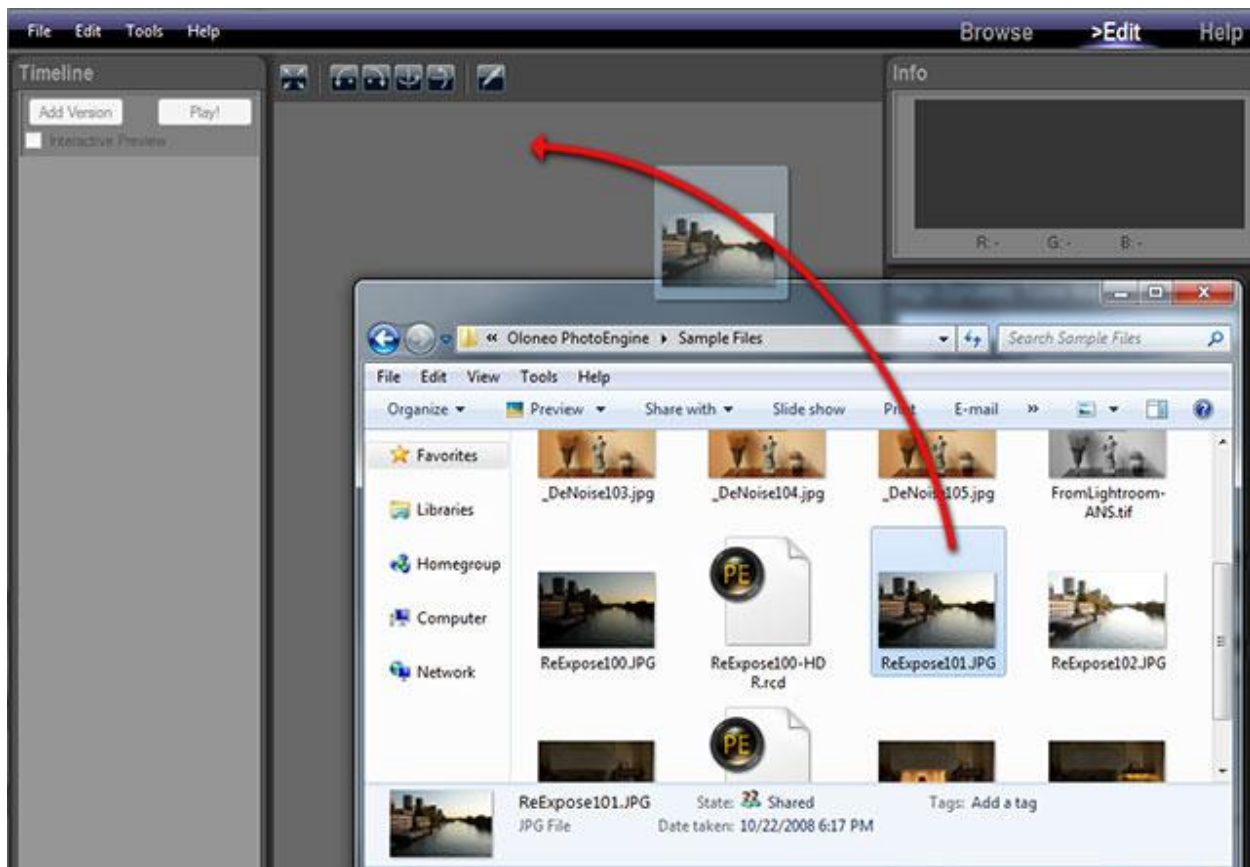 File Edit Tools Help
Browse >Edit Help
Timeline
Info
Add Version Play!
Interactive Preview
R: - G: - B: -
« Oloneo PhotoEngine Sample Files
Search Sample Files
File Edit View Tools Help
Organize Preview Share with Slide show Print E-mail »
Favorites
Libraries
Homegroup
Computer
Network
_DeNoise103.jpg
_DeNoise104.jpg
_DeNoise105.jpg
FromLightroom-
ANS.tif
PE
ReExpose100.JPG
ReExpose100-HD
R.rcd
ReExpose101.JPG
ReExpose102.JPG
PE
ReExpose101.JPG State: Shared Tags: Add a tag
JPG File Date taken: 10/22/2008 6:17 PM